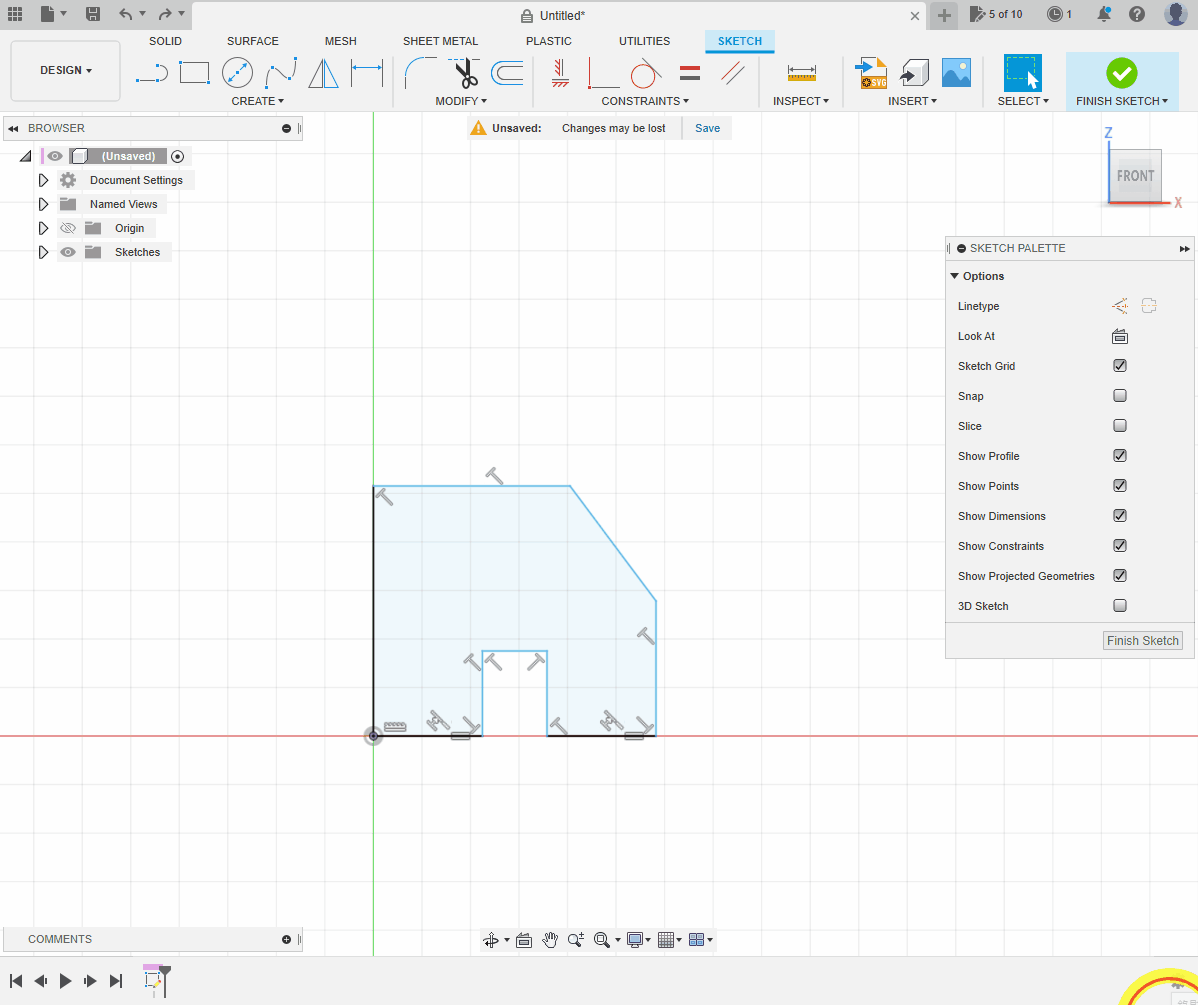 Untitled*
5 of 10
1
SOLID SURFACE MESH SHEET METAL PLASTIC UTILITIES SKETCH
DESIGN
SVG
CREATE MODIFY CONSTRAINTS INSPECT INSERT SELECT FINISH SKETCH
BROWSER
Unsaved: Changes may be lost Save
(Unsaved)
Document Settings
Named Views
Origin
Sketches
Z
FRONT
X
SKETCH PALETTE
Options
Linetype
Look At
Sketch Grid
Snap
Slice
Show Profile
Show Points
Show Dimensions
Show Constraints
Show Projected Geometries
3D Sketch
Finish Sketch
COMMENTS